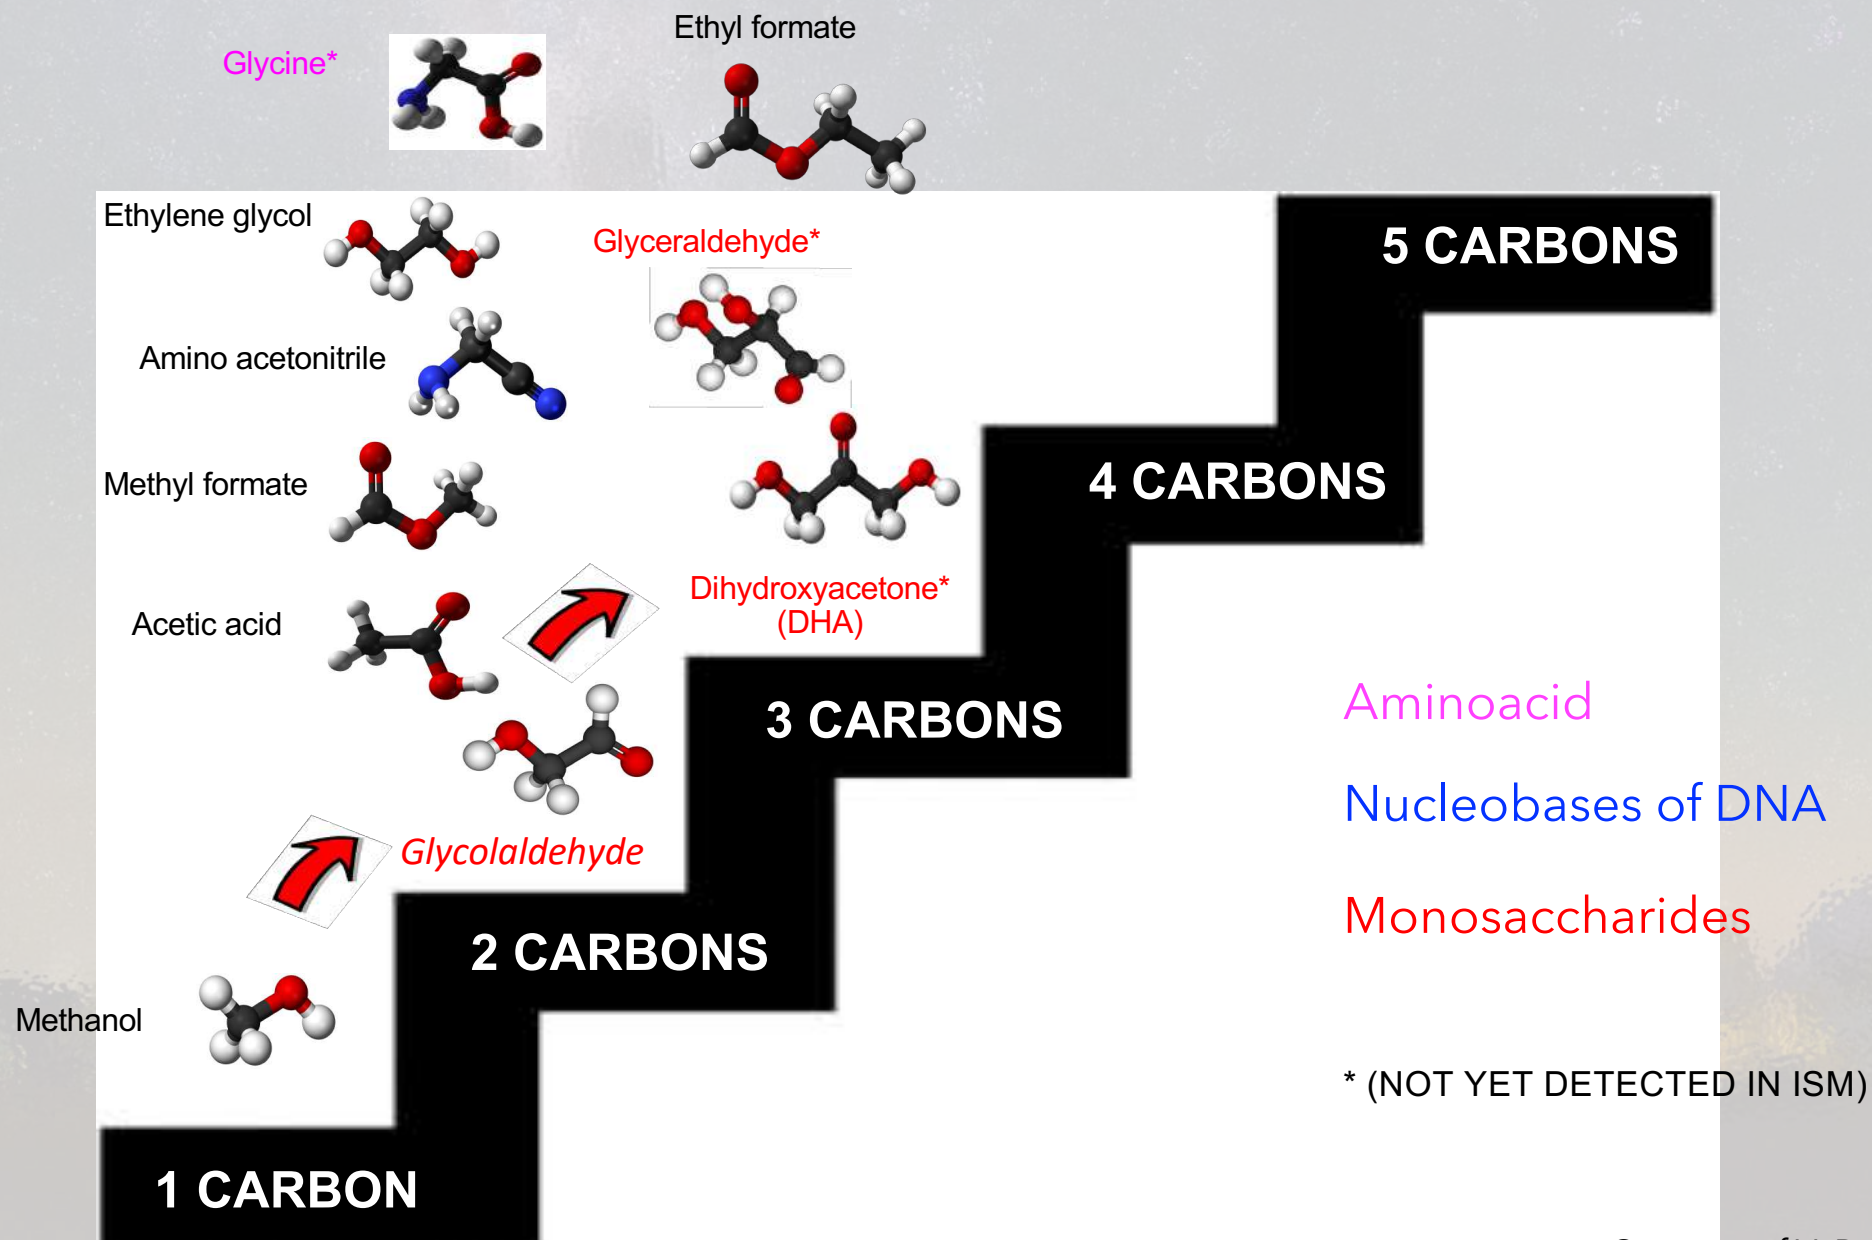 Ethyl formate
Glycine*
Ethylene glycol
Glyceraldehyde*
5 CARBONS
Amino acetonitrile
Methyl formate
4 CARBONS
Dihydroxyacetone*
(DHA)
Acetic acid
3 CARBONS
Aminoacid
Nucleobases of DNA
Glycolaldehyde
Monosaccharides
2 CARBONS
Methanol
* (NOT YET DETECTED IN ISM)
1 CARBON